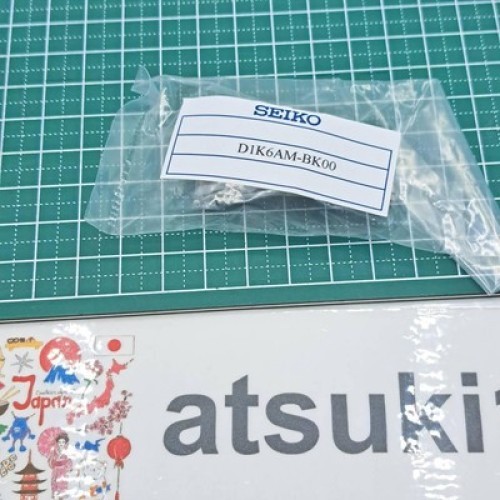 SEIKO
D1K6AM-BK00
Japan
atsuki